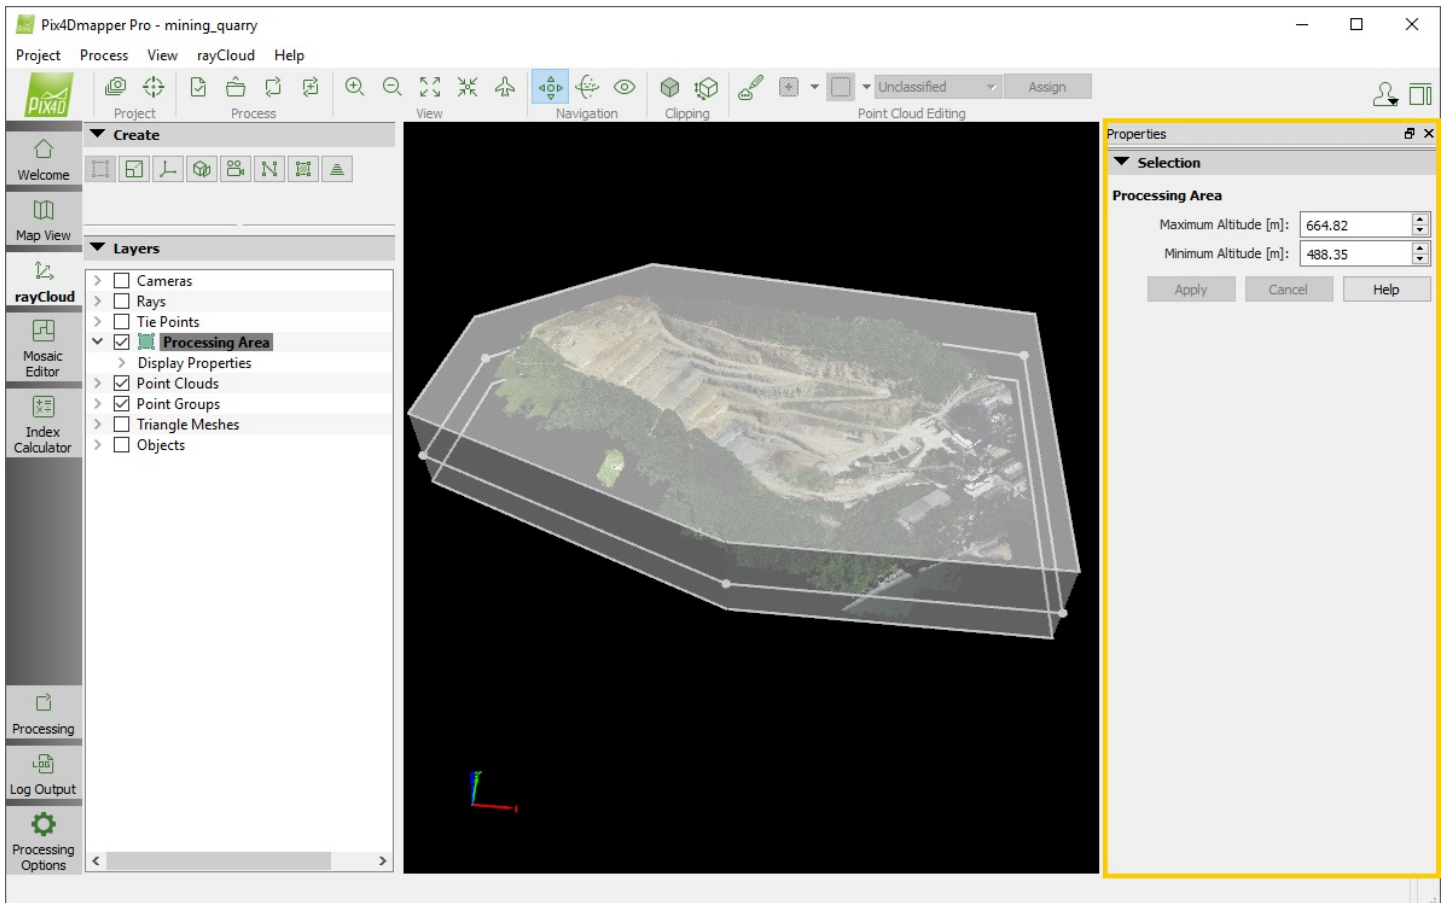 Pix4Dmapper Pro - mining_quarry
Project Process View rayCloud Help
PIX4D
Project Process View Navigation Clipping Point Cloud Editing
Unclassified Assign
Welcome
Map View
rayCloud
Mosaic
Editor
Index
Calculator
Processing
LOG
Log Output
Processing
Options
Create
Layers
Cameras
Rays
Tie Points
Processing Area
Display Properties
Point Clouds
Point Groups
Triangle Meshes
Objects
Properties
Selection
Processing Area
Maximum Altitude [m]: 664.82
Minimum Altitude [m]: 488.35
Apply Cancel Help